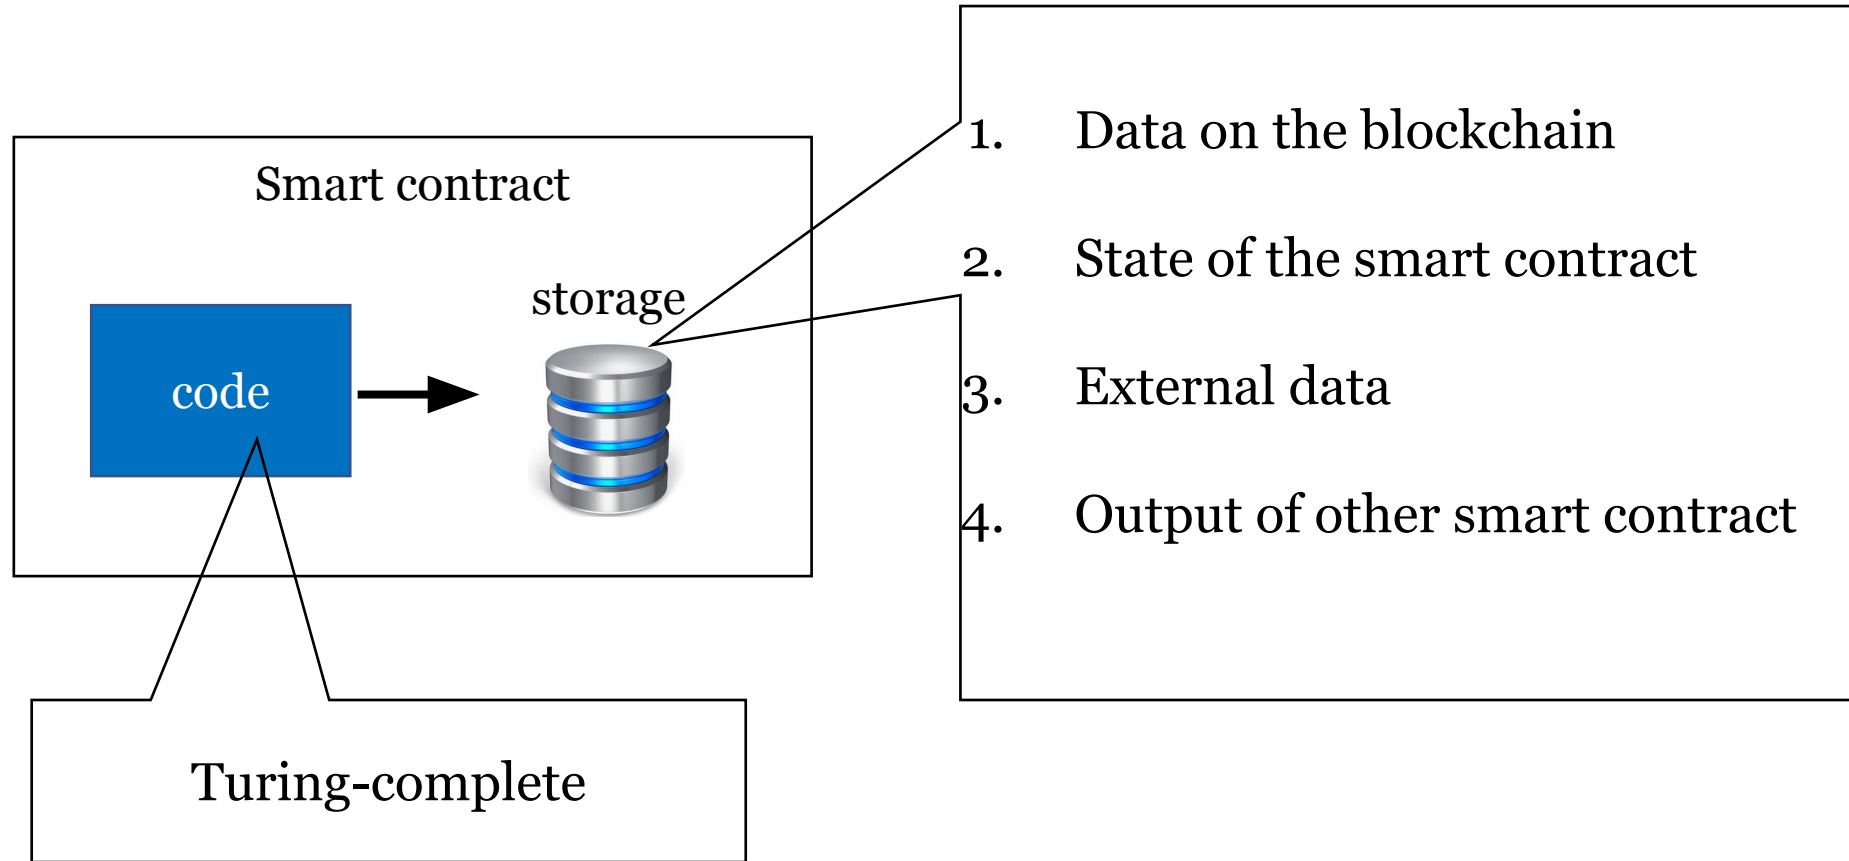 Smart contract
code
storage
Turing-complete
1. Data on the blockchain
2. State of the smart contract
3. External data
4. Output of other smart contract